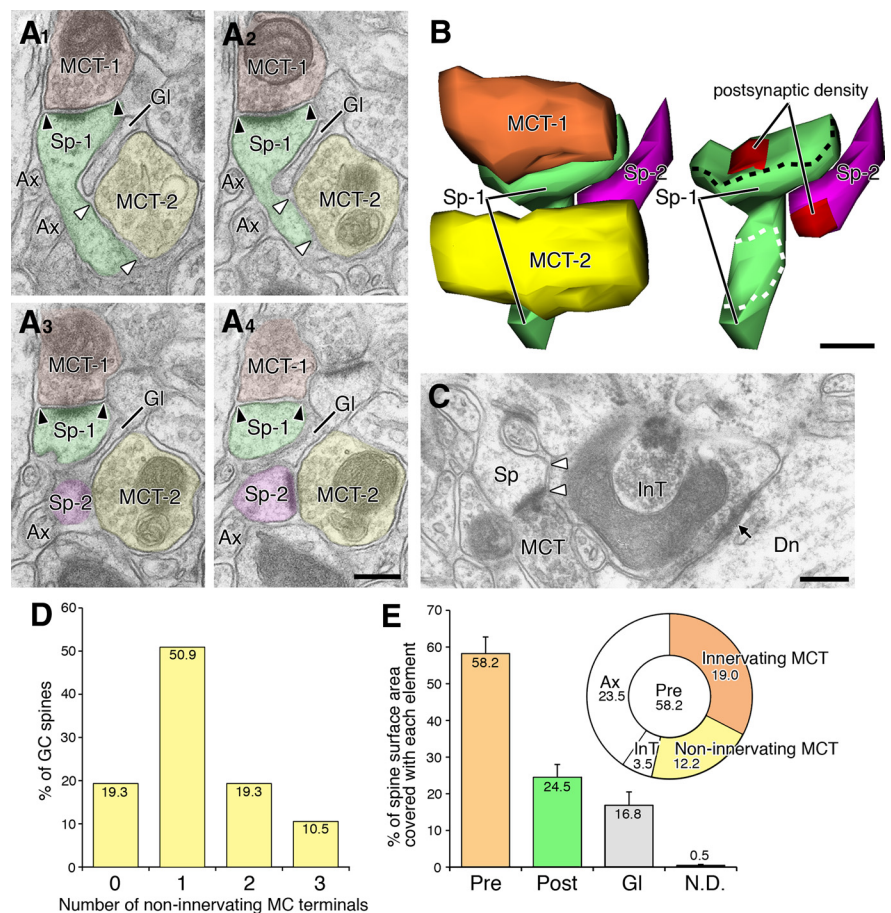 A1
MCT-1
Gl
Sp-1
Ax
MCT-2
Ax
A2
MCT-1
Gl
Sp-1
Ax
MCT-2
Ax
A3
MCT-1
Gl
Sp-1
Sp-2
MCT-2
Ax
A4
MCT-1
Gl
Sp-1
Sp-2
MCT-2
Ax
B
postsynaptic density
MCT-1
Sp-2
Sp-1
MCT-2
Sp-1
Sp-2
C
Sp
InT
MCT
Dn
D
% of GC spines
60
50
40
30
20
10
0
19.3
50.9
19.3
10.5
0
1
2
3
Number of non-innervating MC terminals
E
% of spine surface area
covered with each element
70
60
50
40
30
20
10
0
58.2
24.5
16.8
0.5
Pre
Post
Gl
N.D.
Innervating MCT
19.0
Ax
23.5
Pre
58.2
InT
3.5
Non-innervating MCT
12.2